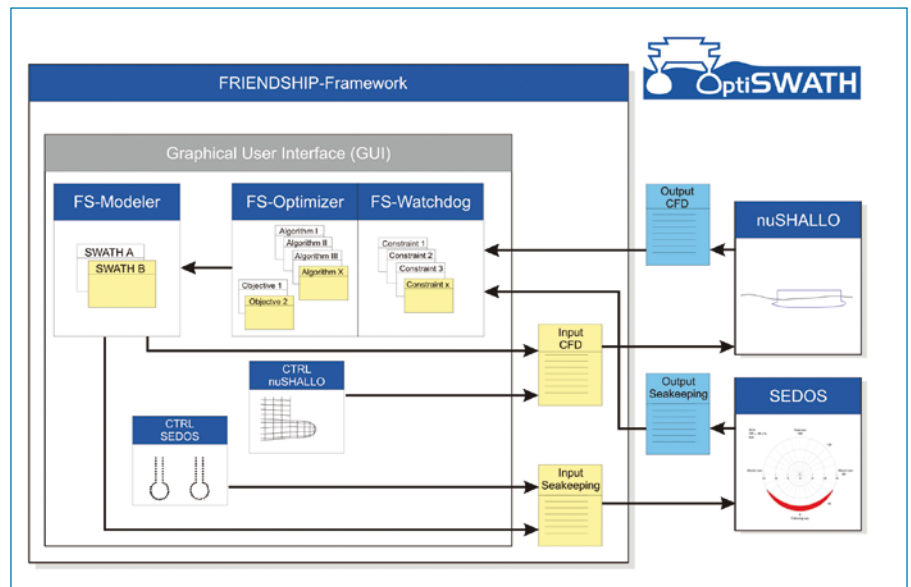 FRIENDSHIP-Framework
OptiSWATH
Graphical User Interface (GUI)
FS-Modeler
SWATH A
SWATH B
FS-Optimizer
Algorithm I
Algorithm II
Algorithm III
Algorithm X
Objective 1
Objective 2
FS-Watchdog
Constraint 1
Constraint 2
Constraint 3
Constraint x
Output
CFD
nuSHALLO
Input
CFD
CTRL
nuSHALLO
Output
Seakeeping
SEDOS
CTRL
SEDOS
Input
Seakeeping